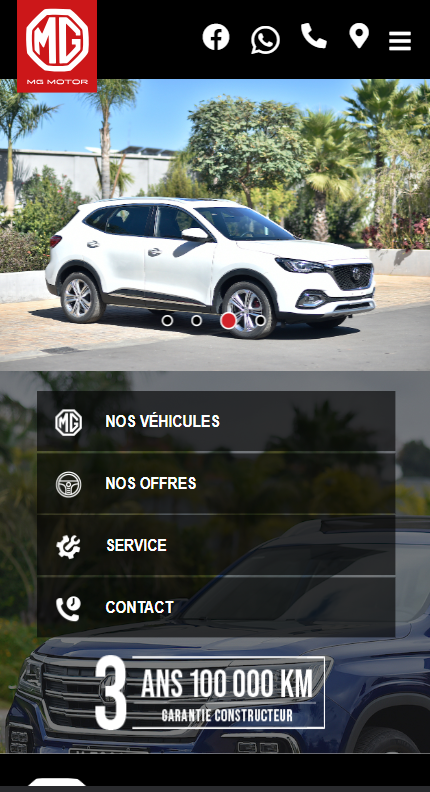 MG
MG MOTOR
NOS VÉHICULES
NOS OFFRES
SERVICE
CONTACT
3 ANS 100 000 KM
GARANTIE CONSTRUCTEUR